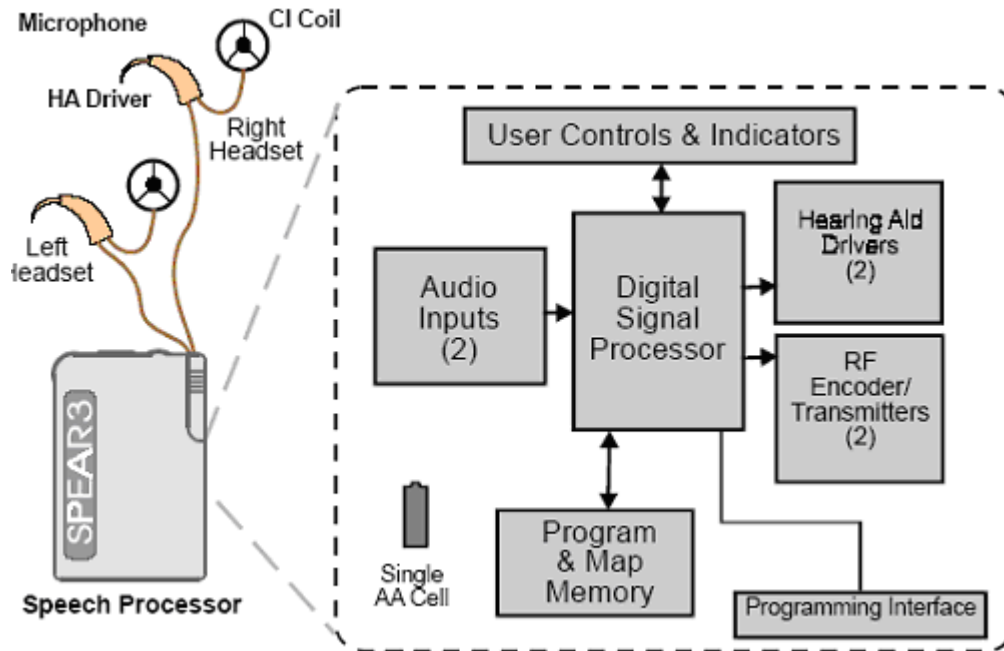 Microphone
CI Coil
HA Driver
Right
Headset
Left
Headset
SPEAR3
Speech Processor
User Controls & Indicators
Audio
Inputs
(2)
Digital
Signal
Processor
Hearing Aid
Drivers
(2)
RF
Encoder/
Transmitters
(2)
Single
AA Cell
Program
& Map
Memory
Programming Interface